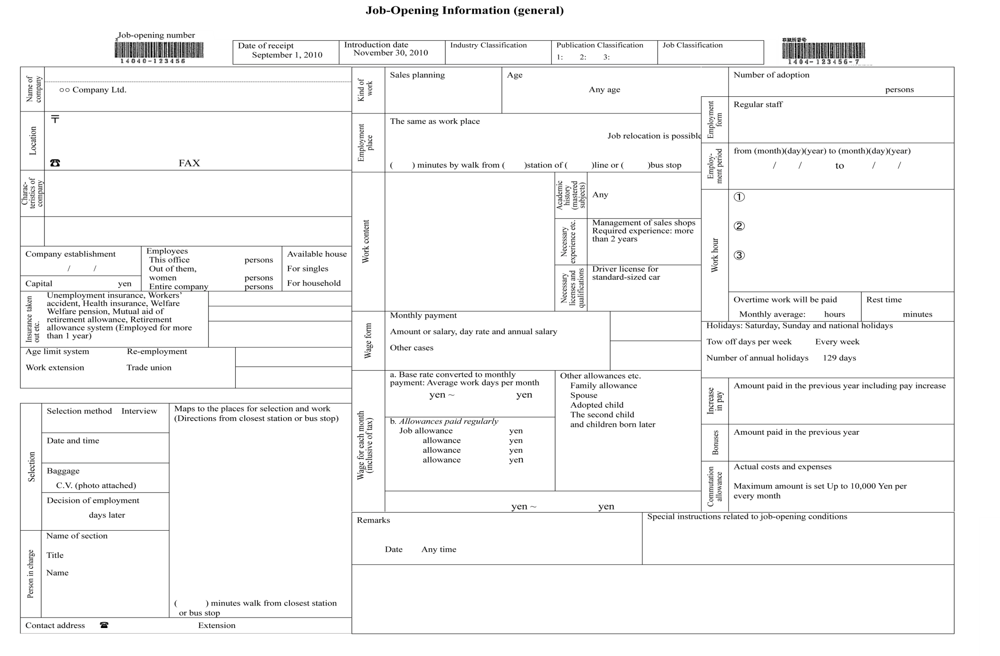 Job-Opening Information (general)
Job-opening number
14040-123456
Date of receipt
September 1, 2010
Introduction date
November 30, 2010
Industry Classification
Publication Classification
1: 2: 3:
Job Classification
事業所番号
1404-123456-7
Name of
company
○○ Company Ltd.
Location
〒
☎ FAX
Charac-
teristics of
company
Company establishment
/ /
Capital yen
Employees
This office persons
Out of them,
women persons
Entire company persons
Available house
For singles
For household
Insurance taken
out etc.
Unemployment insurance, Workers’
accident, Health insurance, Welfare
Welfare pension, Mutual aid of
retirement allowance, Retirement
allowance system (Employed for more
than 1 year)
Age limit system Re-employment
Work extension Trade union
Selection
Selection method Interview
Date and time
Baggage
C.V. (photo attached)
Decision of employment
days later
Maps to the places for selection and work
(Directions from closest station or bus stop)
( ) minutes walk from closest station
or bus stop
Person in charge
Name of section
Title
Name
Contact address ☎ Extension
Kind of
work
Sales planning
Age
Any age
Employment
place
The same as work place
Job relocation is possible
( ) minutes by walk from ( )station of ( )line or ( )bus stop
Work content
Academic
history
(mastered
subjects)
Any
Necessary
experience etc.
Management of sales shops
Required experience: more
than 2 years
Necessary
licenses and
qualifications
Driver license for
standard-sized car
Wage form
Monthly payment
Amount or salary, day rate and annual salary
Other cases
Wage for each month
(inclusive of tax)
a. Base rate converted to monthly
payment: Average work days per month
yen ~ yen
b. Allowances paid regularly
Job allowance yen
allowance yen
allowance yen
allowance yen
Other allowances etc.
Family allowance
Spouse
Adopted child
The second child
and children born later
yen ~ yen
Remarks
Date Any time
Number of adoption
persons
Employment
form
Regular staff
Employ-
ment period
from (month)(day)(year) to (month)(day)(year)
/ / to / /
Work hour
①
②
③
Overtime work will be paid
Monthly average: hours
Rest time
minutes
Holidays: Saturday, Sunday and national holidays
Tow off days per week Every week
Number of annual holidays 129 days
Increase
in pay
Amount paid in the previous year including pay increase
Bonuses
Amount paid in the previous year
Commutation
allowance
Actual costs and expenses
Maximum amount is set Up to 10,000 Yen per
every month
Special instructions related to job-opening conditions